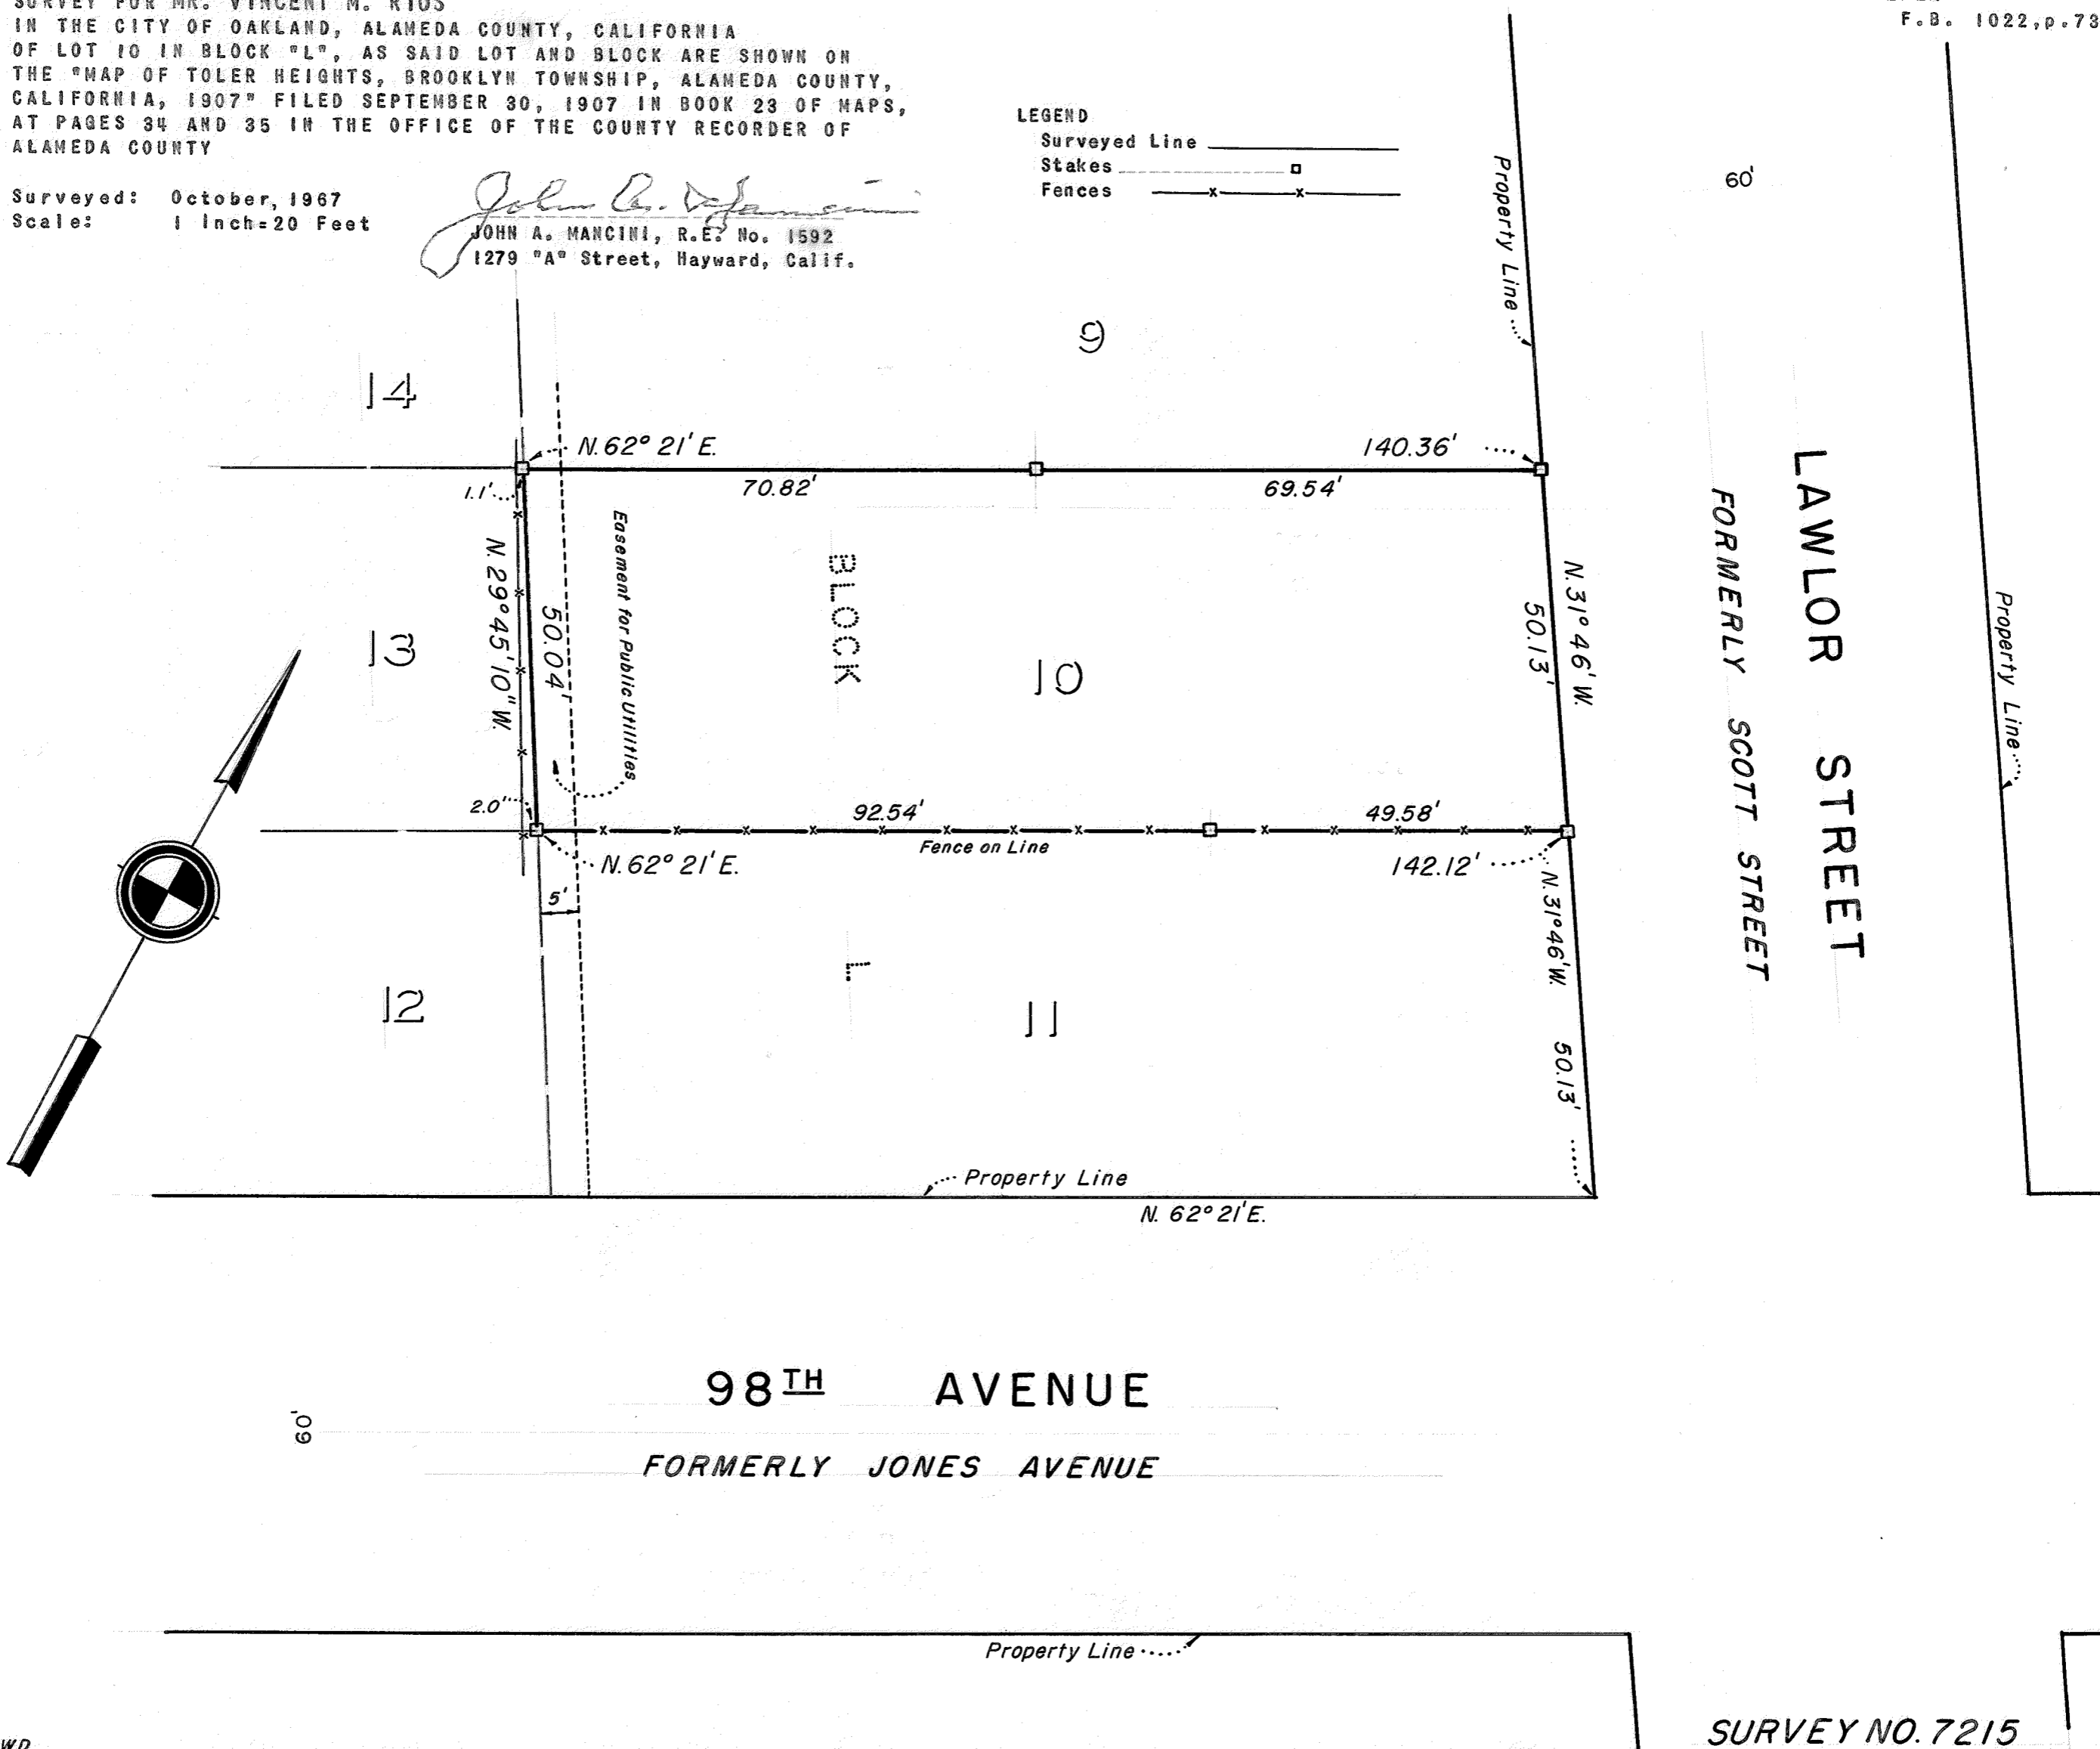 SURVEY FOR MR. VINCENT M. RIOS
IN THE CITY OF OAKLAND, ALAMEDA COUNTY, CALIFORNIA
OF LOT 10 IN BLOCK "L", AS SAID LOT AND BLOCK ARE SHOWN ON
THE "MAP OF TOLER HEIGHTS, BROOKLYN TOWNSHIP, ALAMEDA COUNTY,
CALIFORNIA, 1907" FILED SEPTEMBER 30, 1907 IN BOOK 23 OF MAPS,
AT PAGES 34 AND 35 IN THE OFFICE OF THE COUNTY RECORDER OF
ALAMEDA COUNTY
Surveyed: October, 1967
Scale: 1 Inch=20 Feet
JOHN A. MANCINI, R.E. No. 1592
1279 "A" Street, Hayward, Calif.
LEGEND
Surveyed Line
Stakes
Fences
F.B. 1022, p.73
60'
Property Line
9
14
N. 62° 21' E.
140.36'
1.1'
70.82'
69.54'
N. 29° 45' 10" W.
50.04'
Easement for Public Utilities
BLOCK
10
13
50.13'
N. 31° 46' W.
LAWLOR STREET
FORMERLY SCOTT STREET
Property Line
2.0'
92.54'
49.58'
Fence on Line
N. 62° 21' E.
142.12'
5'
N. 31° 46' W.
L
12
11
50.13'
Property Line
N. 62° 21' E.
98TH AVENUE
60'
FORMERLY JONES AVENUE
Property Line
SURVEY NO. 7215
WD